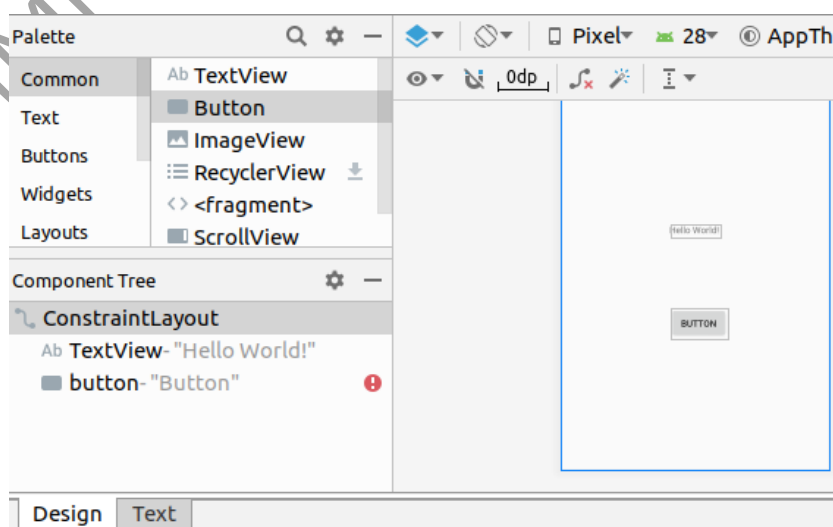 Palette
Common
Text
Buttons
Widgets
Layouts
Ab TextView
Button
ImageView
RecyclerView
<> <fragment>
ScrollView
Component Tree
ConstraintLayout
Ab TextView- "Hello World!"
button- "Button"
Pixel 28 AppTh
0dp
Hello World!
BUTTON
Design Text